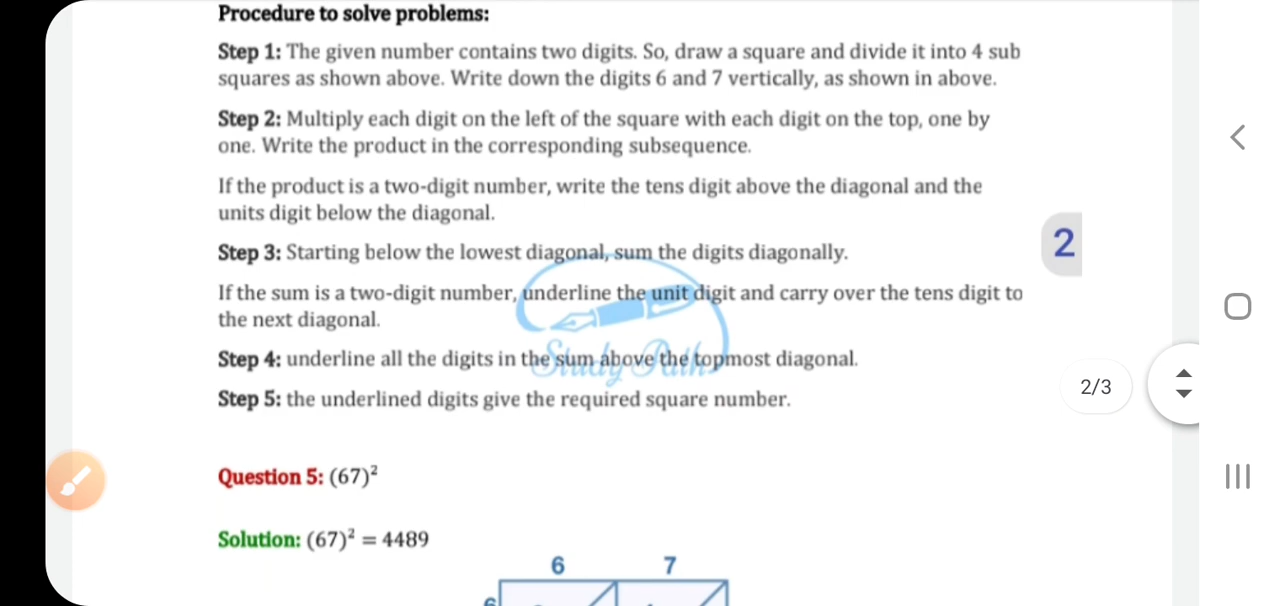 Procedure to solve problems:
Step 1: The given number contains two digits. So, draw a square and divide it into 4 sub
squares as shown above. Write down the digits 6 and 7 vertically, as shown in above.
Step 2: Multiply each digit on the left of the square with each digit on the top, one by
one. Write the product in the corresponding subsequence.
If the product is a two-digit number, write the tens digit above the diagonal and the
units digit below the diagonal.
2
Step 3: Starting below the lowest diagonal, sum the digits diagonally.
If the sum is a two-digit number, underline the unit digit and carry over the tens digit to
the next diagonal.
Study Path
Step 4: underline all the digits in the sum above the topmost diagonal.
2/3
Step 5: the underlined digits give the required square number.
Question 5: (67)²
Solution: (67)² = 4489
6 7
6